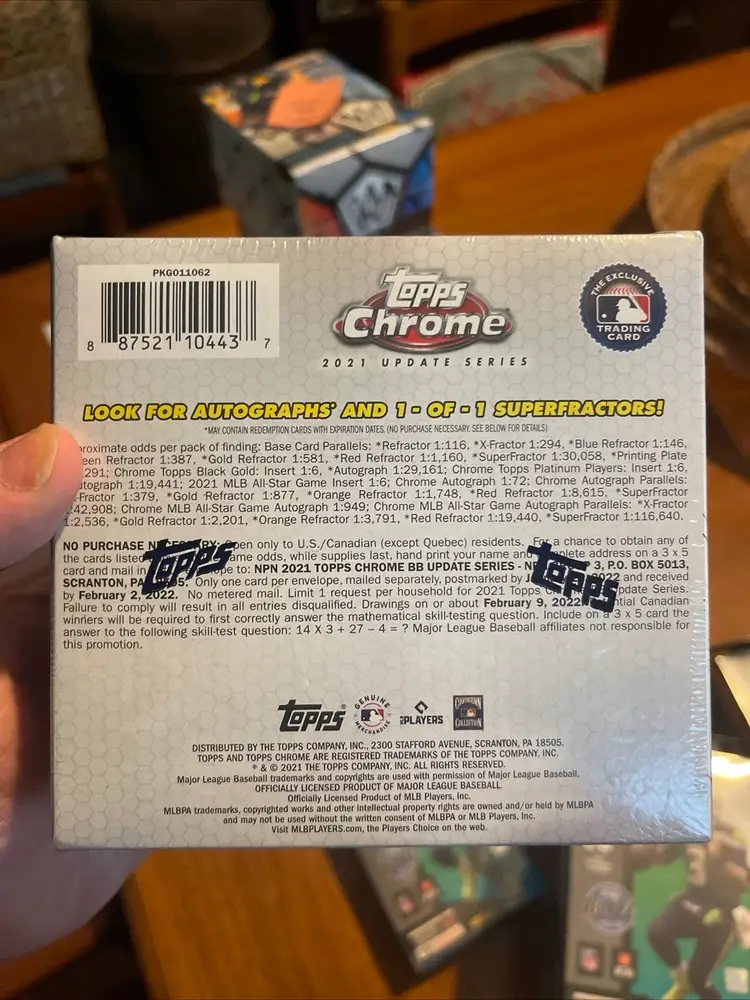 PKG011062
8 87521 10443 7
TOPPS
Chrome
2021 UPDATE SERIES
THE EXCLUSIVE
TRADING
CARD
LOOK FOR AUTOGRAPHS* AND 1 - OF - 1 SUPERFRACTORS!
*MAY CONTAIN REDEMPTION CARDS WITH EXPIRATION DATES. (NO PURCHASE NECESSARY. SEE BELOW FOR DETAILS)
odds per pack of finding: Base Card Parallels: *Refractor 1:116, *X-Fractor 1:294, *Blue Refractor 1:146,
Refractor 1:387, *Gold Refractor 1:581, *Red Refractor 1:1,160, *SuperFractor 1:30,058, *Printing Plate
291; Chrome Topps Black Gold: Insert 1:6, *Autograph 1:29,161; Chrome Topps Platinum Players: Insert 1:6,
1:19,441; 2021 MLB All-Star Game Insert 1:6; Chrome Autograph 1:72; Chrome Autograph Parallels:
1:379, *Gold Refractor 1:877, *Orange Refractor 1:1,748, *Red Refractor 1:8,615, *SuperFractor
42,908; Chrome MLB All-Star Game Autograph 1:949; Chrome MLB All-Star Game Autograph Parallels: *X-Fractor
1:2,536, *Gold Refractor 1:2,201, *Orange Refractor 1:3,791, *Red Refractor 1:19,440, *SuperFractor 1:116,640.
NO PURCHASE open only to U.S./Canadian (except Quebec) residents. For a chance to obtain any of
the cards listed odds, while supplies last, hand print your name and address on a 3 x 5
card and mail in to: NPN 2021 TOPPS CHROME BB UPDATE SERIES - P.O. BOX 5013,
SCRANTON, Only one card per envelope, mailed separately, postmarked by 2022 and received
by February 2, 2022. No metered mail. Limit 1 request per household for 2021 Topps Update Series.
Failure to comply will result in all entries disqualified. Drawings on or about February 9, 2022. Canadian
winners will be required to first correctly answer the mathematical skill-testing question. Include on a 3 x 5 card the
answer to the following skill-test question: 14 X 3 + 27 – 4 = ? Major League Baseball affiliates not responsible for
this promotion.
TOPPS
TOPPS
TOPPS GENUINE MERCHANDISE PLAYERS COOPERSTOWN COLLECTION
DISTRIBUTED BY THE TOPPS COMPANY, INC., 2300 STAFFORD AVENUE, SCRANTON, PA 18505.
TOPPS AND TOPPS CHROME ARE REGISTERED TRADEMARKS OF THE TOPPS COMPANY, INC.
® & © 2021 THE TOPPS COMPANY, INC. ALL RIGHTS RESERVED.
Major League Baseball trademarks and copyrights are used with permission of Major League Baseball.
OFFICIALLY LICENSED PRODUCT OF MAJOR LEAGUE BASEBALL.
Officially Licensed Product of MLB Players, Inc.
MLBPA trademarks, copyrighted works and other intellectual property rights are owned and/or held by MLBPA
and may not be used without the written consent of MLBPA or MLB Players, Inc.
Visit MLBPLAYERS.com, the Players Choice on the web.